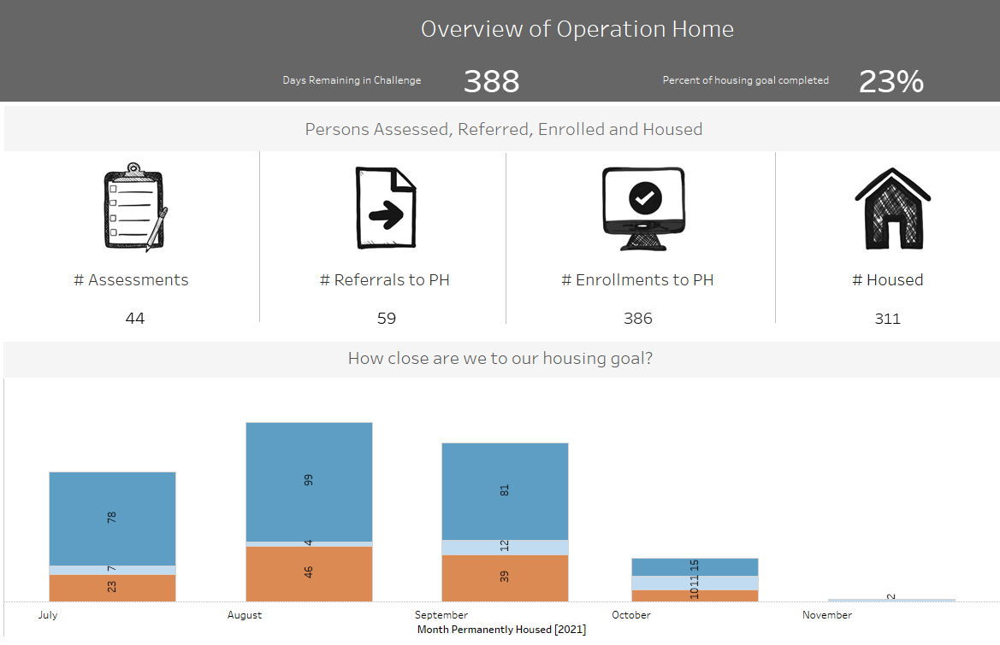 Overview of Operation Home
Days Remaining in Challenge 388 Percent of housing goal completed 23%
Persons Assessed, Referred, Enrolled and Housed
# Assessments # Referrals to PH # Enrollments to PH # Housed
44 59 386 311
How close are we to our housing goal?
78 99 81 15
7 4 12 11 2
23 46 39 10
July August September October November
Month Permanently Housed [2021]